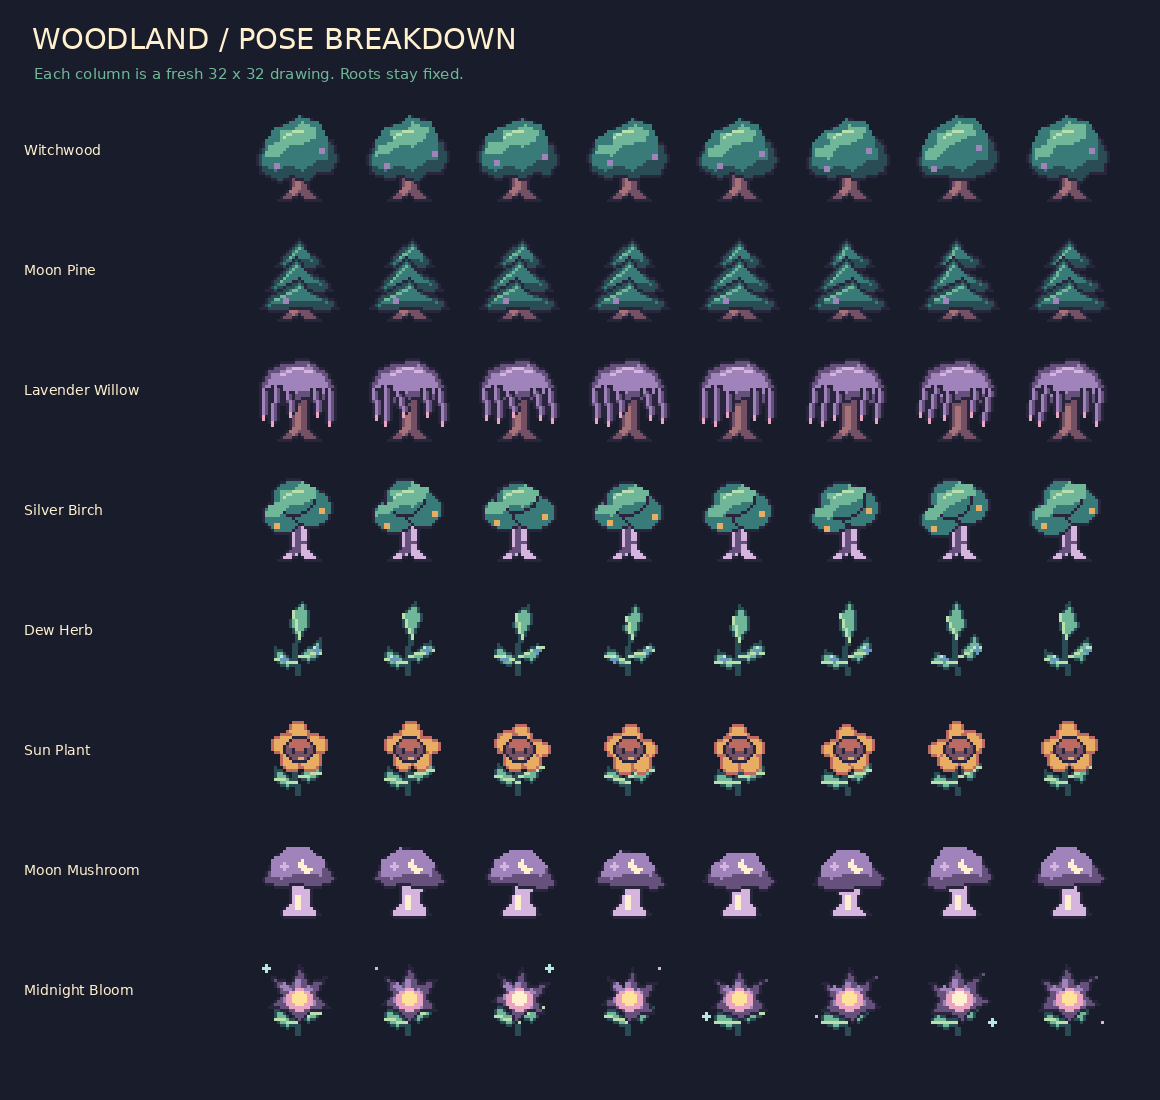 WOODLAND / POSE BREAKDOWN
Each column is a fresh 32 x 32 drawing. Roots stay fixed.
Witchwood
Moon Pine
Lavender Willow
Silver Birch
Dew Herb
Sun Plant
Moon Mushroom
Midnight Bloom